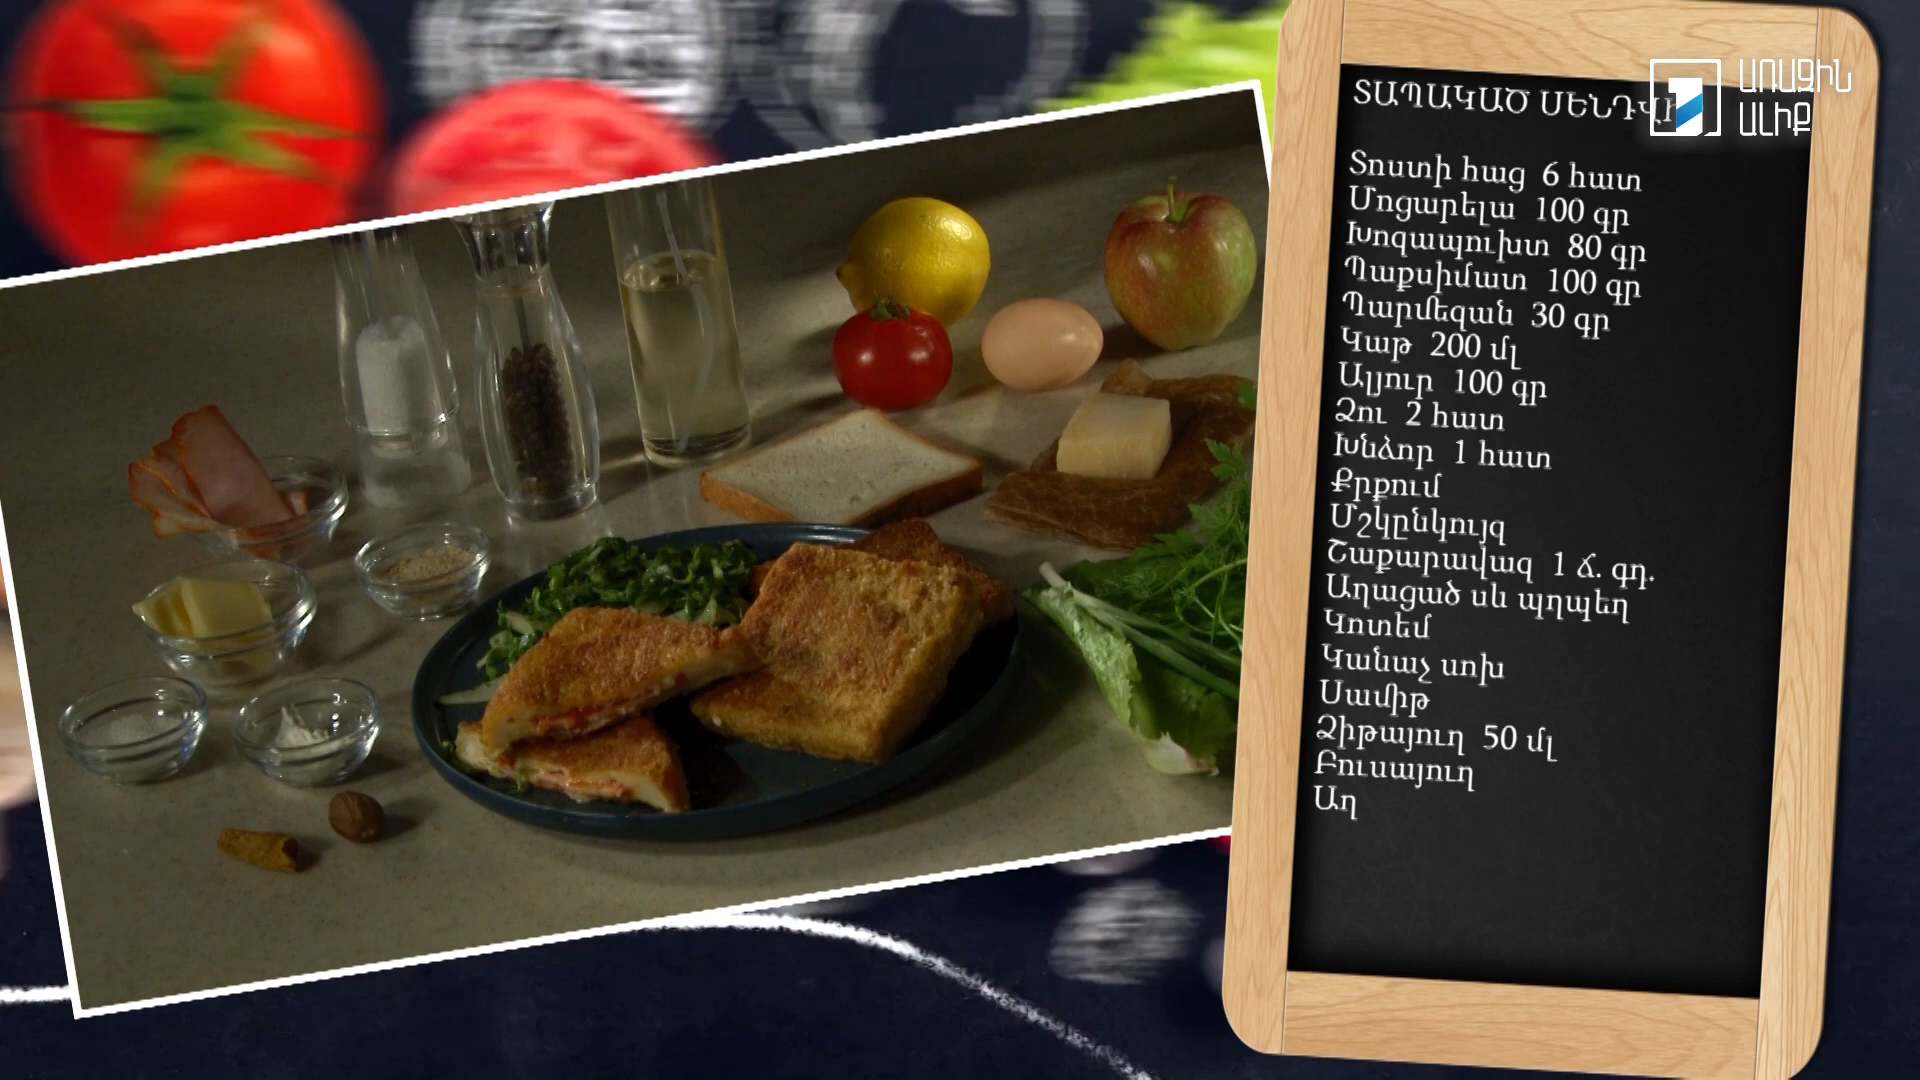 ՏԱՊԱԿԱԾ
Տոստի հաց 6 հատ
Մոցարելա 100 գր
Խոզապուխտ 80 գր
Պաքսիմատ 100 գր
Պարմեզան 30 գր
Կաթ 200 մլ
Ալյուր 100 գր
Ձու 2 հատ
Խնձոր 1 հատ
Քրքում
Մշկընկույզ
Շաքարավազ 1 ճ. գդ.
Աղացած սև պղպեղ
Կոտեմ
Կանաչ սոխ
Սամիթ
Ձիթայուղ 50 մլ
Բուսայուղ
Աղ
1 ԱՌԱՋԻՆ
ԱԼԻՔ